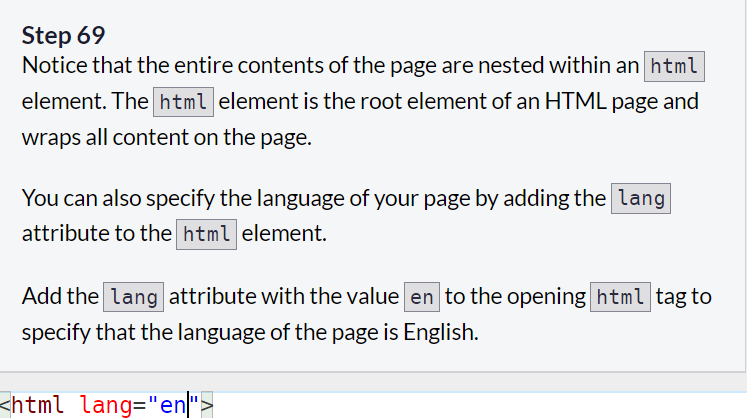 Step 69
Notice that the entire contents of the page are nested within an html
element. The html element is the root element of an HTML page and
wraps all content on the page.
You can also specify the language of your page by adding the lang
attribute to the html element.
Add the lang attribute with the value en to the opening html tag to
specify that the language of the page is English.
<html lang="en">